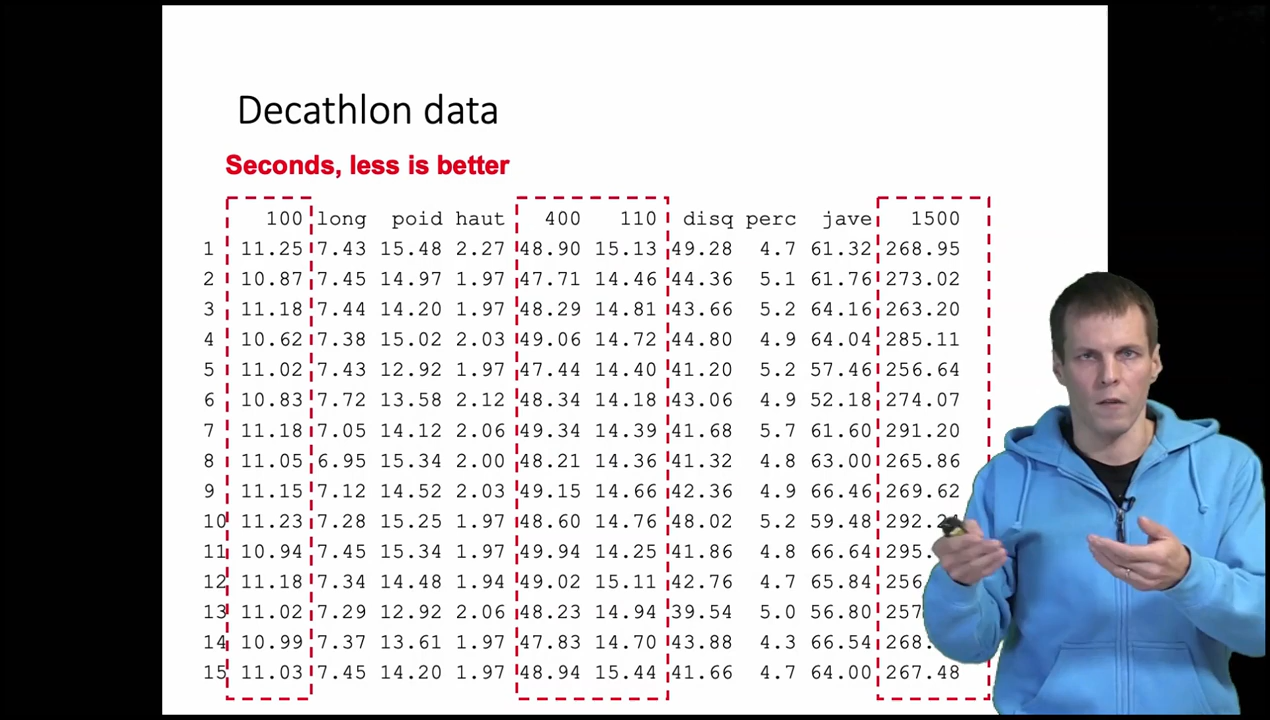 Decathlon data
Seconds, less is better
100 long poid haut 400 110 disq perc jave 1500
1 11.25 7.43 15.48 2.27 48.90 15.13 49.28 4.7 61.32 268.95
2 10.87 7.45 14.97 1.97 47.71 14.46 44.36 5.1 61.76 273.02
3 11.18 7.44 14.20 1.97 48.29 14.81 43.66 5.2 64.16 263.20
4 10.62 7.38 15.02 2.03 49.06 14.72 44.80 4.9 64.04 285.11
5 11.02 7.43 12.92 1.97 47.44 14.40 41.20 5.2 57.46 256.64
6 10.83 7.72 13.58 2.12 48.34 14.18 43.06 4.9 52.18 274.07
7 11.18 7.05 14.12 2.06 49.34 14.39 41.68 5.7 61.60 291.20
8 11.05 6.95 15.34 2.00 48.21 14.36 41.32 4.8 63.00 265.86
9 11.15 7.12 14.52 2.03 49.15 14.66 42.36 4.9 66.46 269.62
10 11.23 7.28 15.25 1.97 48.60 14.76 48.02 5.2 59.48
11 10.94 7.45 15.34 1.97 49.94 14.25 41.86 4.8 66.64
12 11.18 7.34 14.48 1.94 49.02 15.11 42.76 4.7 65.84
13 11.02 7.29 12.92 2.06 48.23 14.94 39.54 5.0 56.80
14 10.99 7.37 13.61 1.97 47.83 14.70 43.88 4.3 66.54
15 11.03 7.45 14.20 1.97 48.94 15.44 41.66 4.7 64.00 267.48